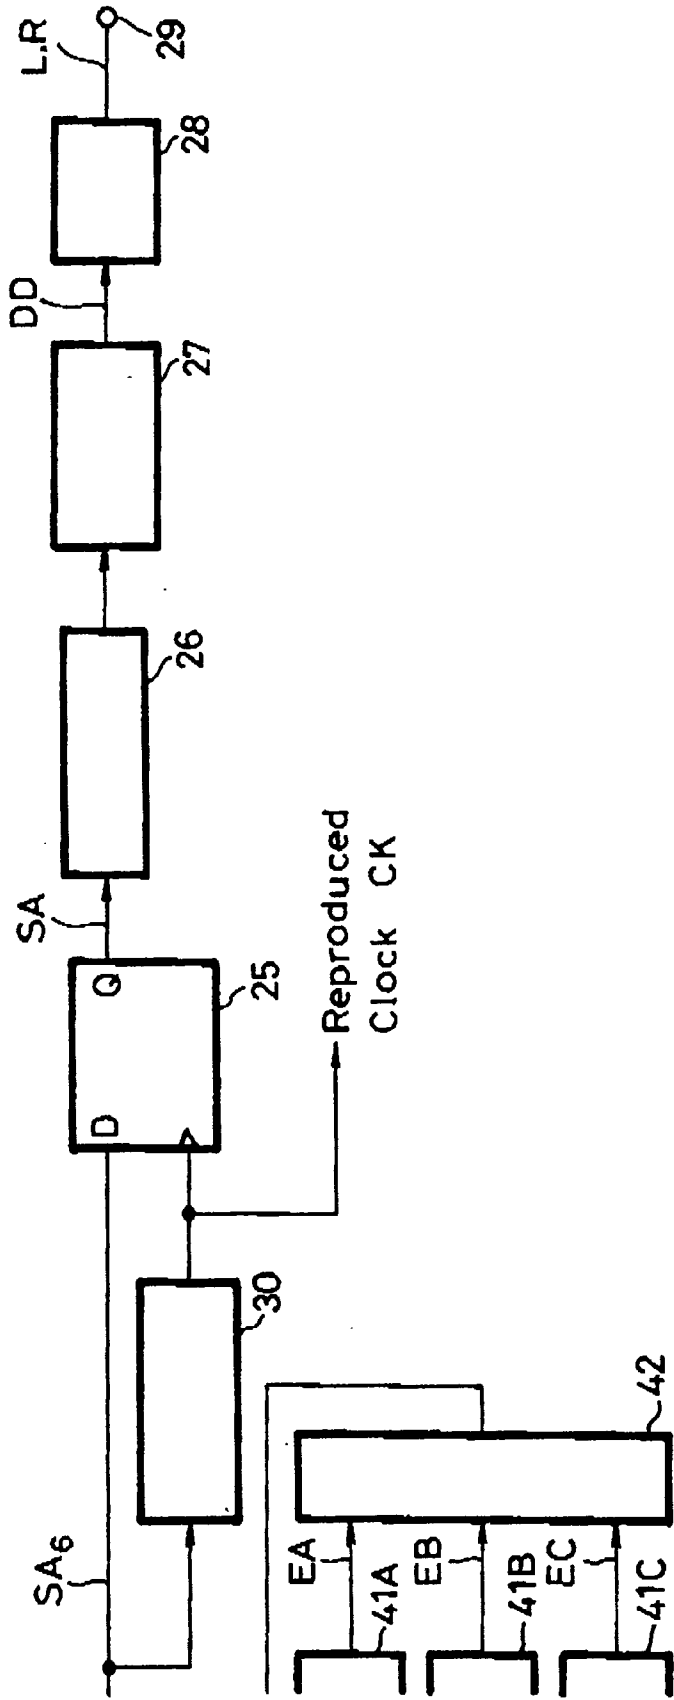 SA6
D
Q
SA
DD
L.R
29
25
26
27
28
30
Reproduced
Clock CK
EA
41A
EB
41B
EC
41C
42